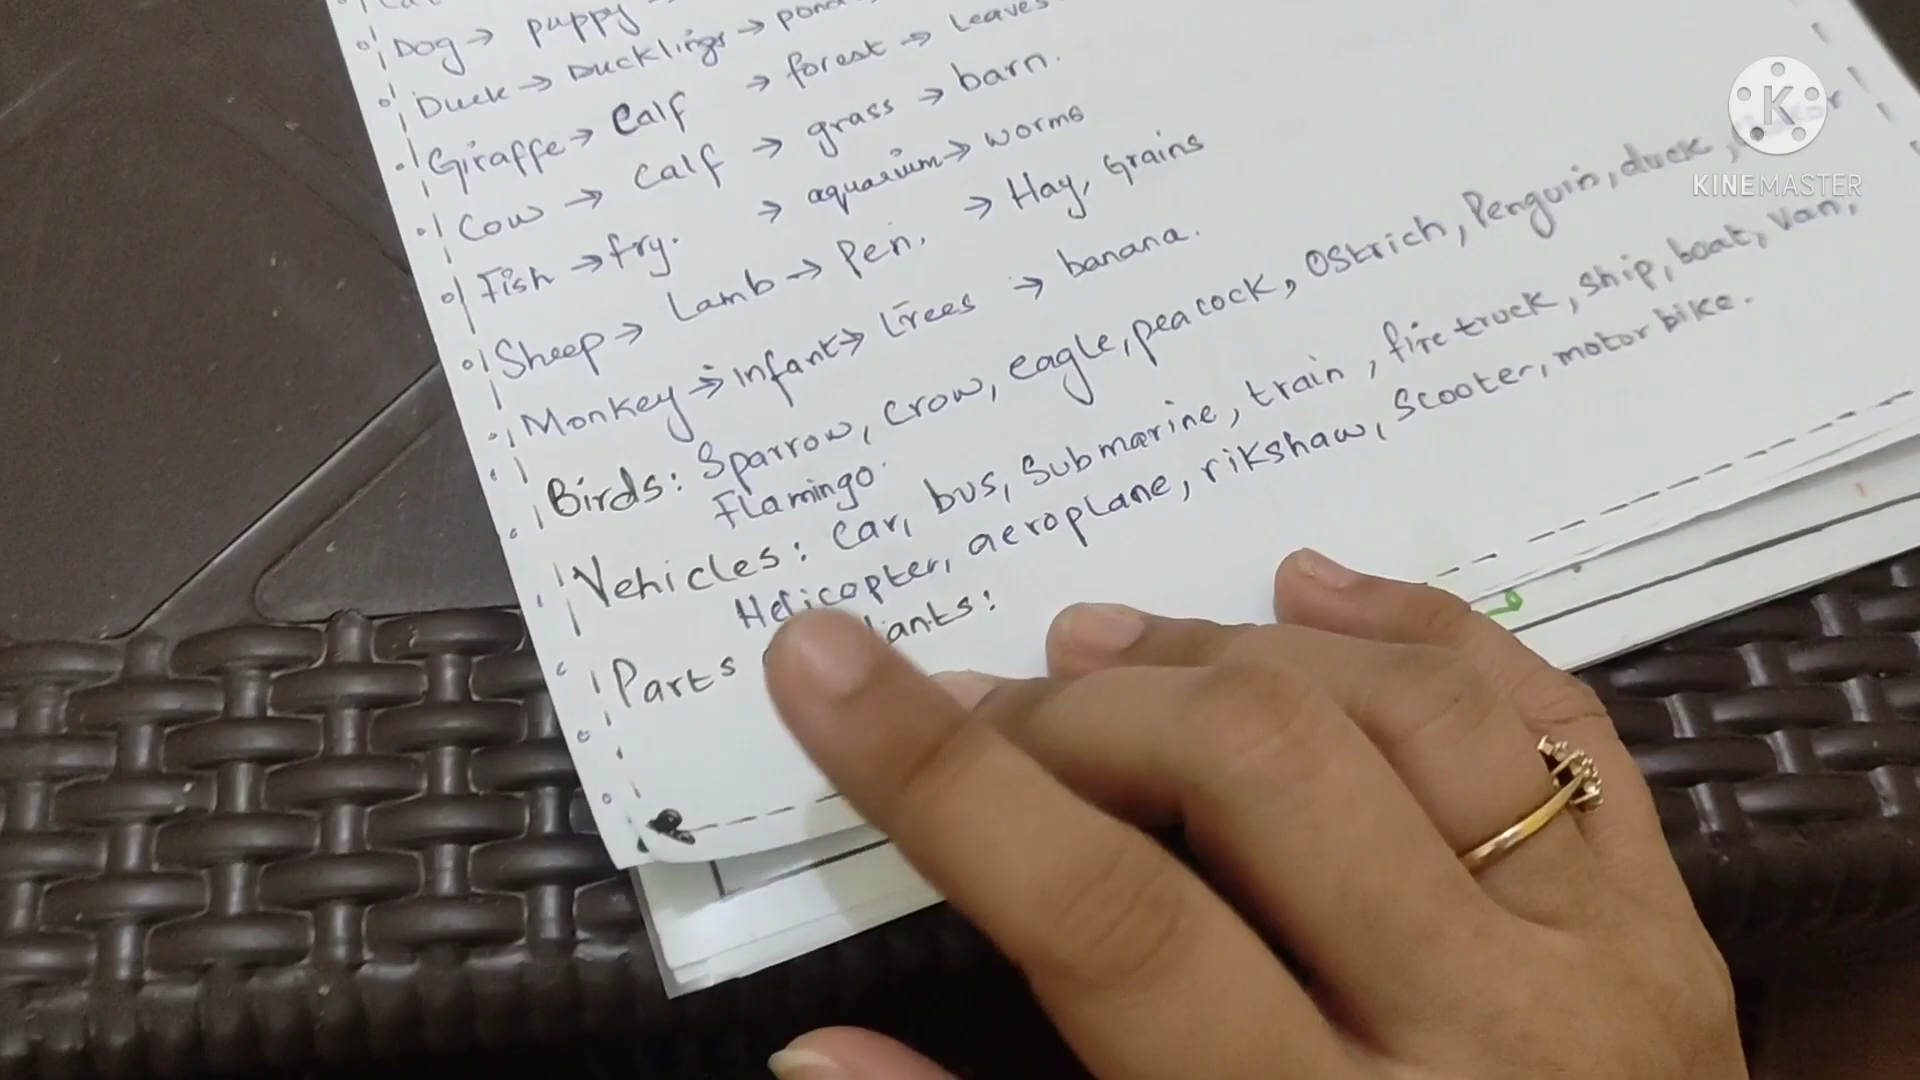 Dog → puppy
Duck → Ducklings → pond
Giraffe → Calf → forest → leaves
Cow → calf → grass → barn.
Fish → fry. → aquarium → worms
Sheep → Lamb → Pen. → Hay, Grains
Monkey → infant → trees → banana.
Birds: Sparrow, Crow, eagle, peacock, Ostrich, Penguin, duck,
Flamingo.
Vehicles: Car, bus, Submarine, train, fire truck, ship, boat, Van,
Helicopter, aeroplane, rikshaw, Scooter, motor bike.
Parts
KINEMASTER